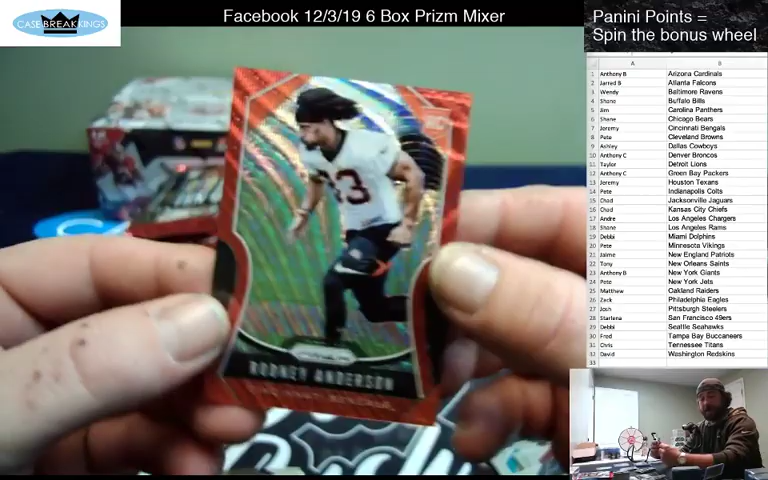 CASE BREAK KINGS
Facebook 12/3/19 6 Box Prizm Mixer
Panini Points =
Spin the bonus wheel
A B
1 Anthony B Arizona Cardinals
2 Jarred B Atlanta Falcons
3 Wendy Baltimore Ravens
4 Shane Buffalo Bills
5 Jim Carolina Panthers
6 Shane Chicago Bears
7 Jeremy Cincinnati Bengals
8 Pete Cleveland Browns
9 Ashley Dallas Cowboys
10 Anthony C Denver Broncos
11 Taylor Detroit Lions
12 Anthony C Green Bay Packers
13 Jeremy Houston Texans
14 Pete Indianapolis Colts
15 Chad Jacksonville Jaguars
16 Chad Kansas City Chiefs
17 Andre Los Angeles Chargers
18 Shane Los Angeles Rams
19 Debbi Miami Dolphins
20 Pete Minnesota Vikings
21 Jaime New England Patriots
22 Tony New Orleans Saints
23 Anthony B New York Giants
24 Pete New York Jets
25 Matthew Oakland Raiders
26 Zack Philadelphia Eagles
27 Josh Pittsburgh Steelers
28 Starlena San Francisco 49ers
29 Debbi Seattle Seahawks
30 Fred Tampa Bay Buccaneers
31 Chris Tennessee Titans
32 David Washington Redskins
33
RC
33
PRIZM
RODNEY ANDERSON
CINCINNATI BENGALS